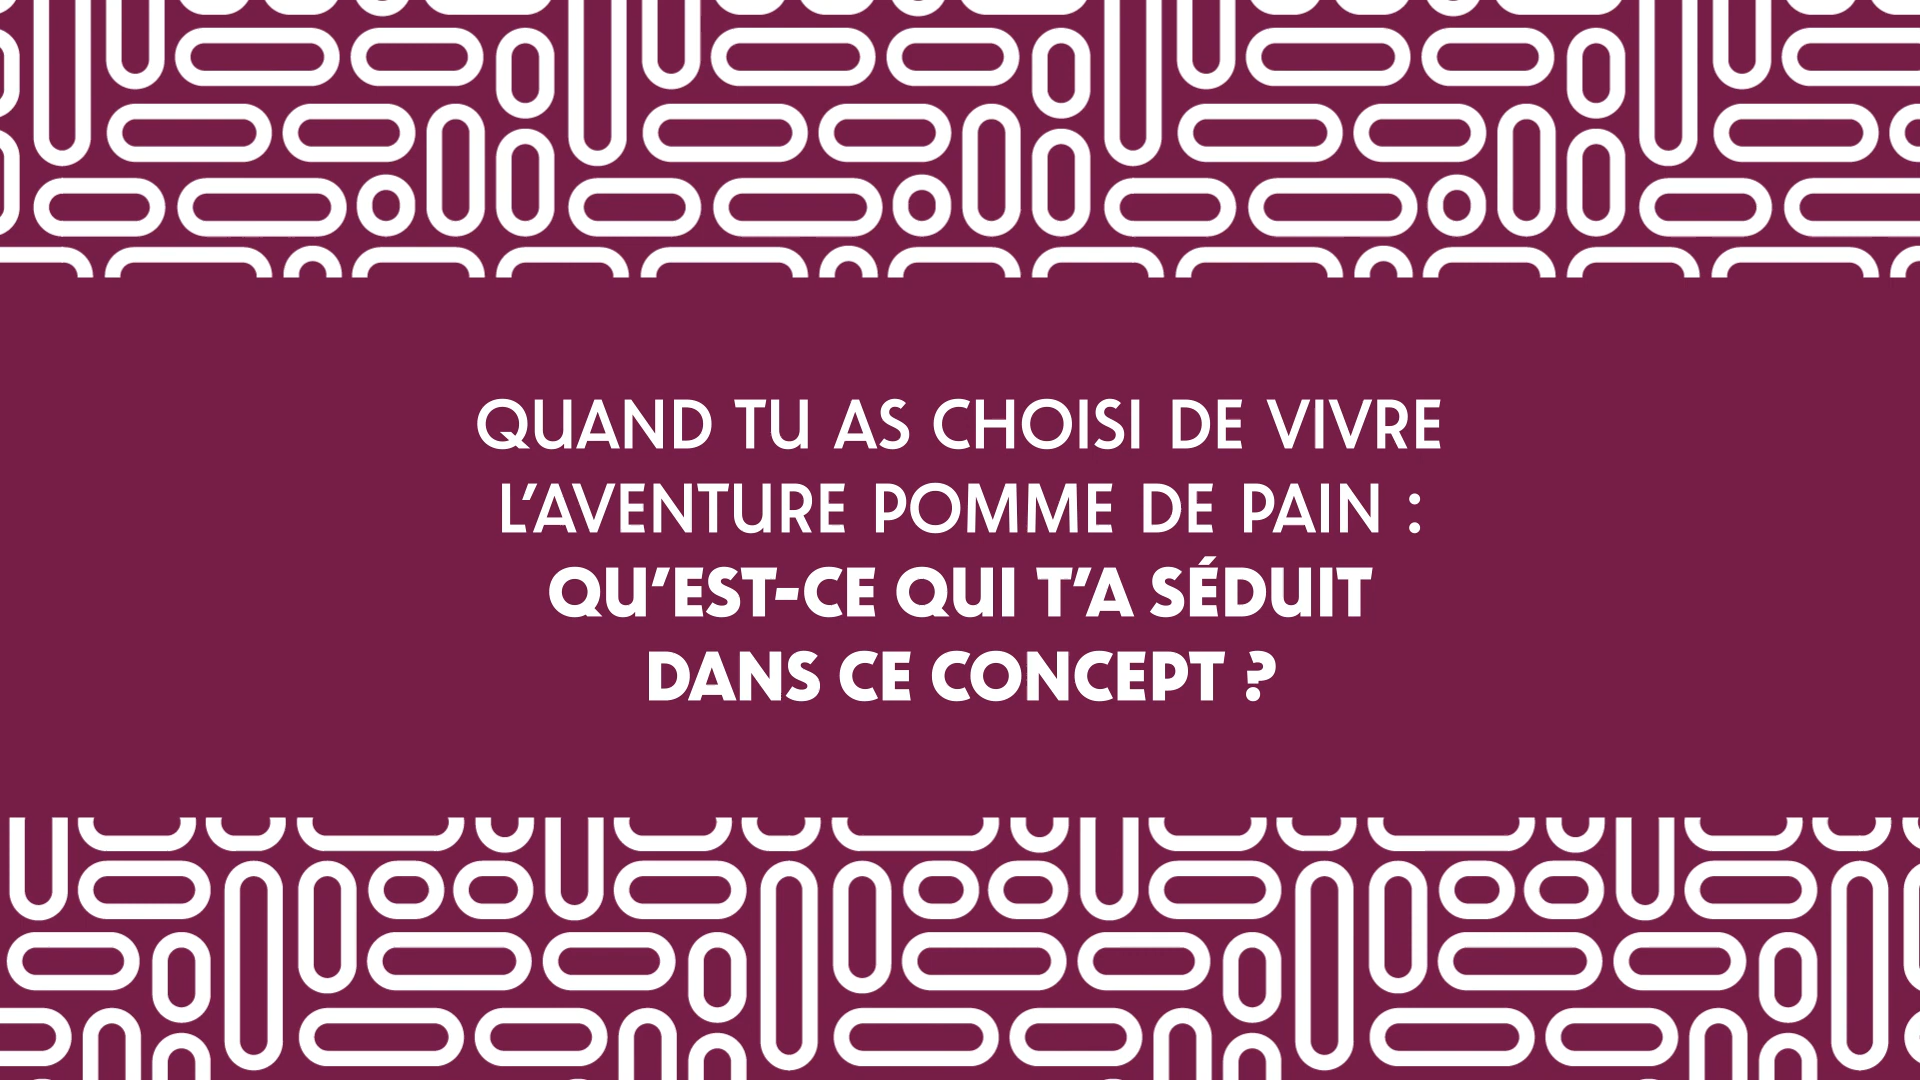 QUAND TU AS CHOISI DE VIVRE
L’AVENTURE POMME DE PAIN :
QU’EST-CE QUI T’A SÉDUIT
DANS CE CONCEPT ?